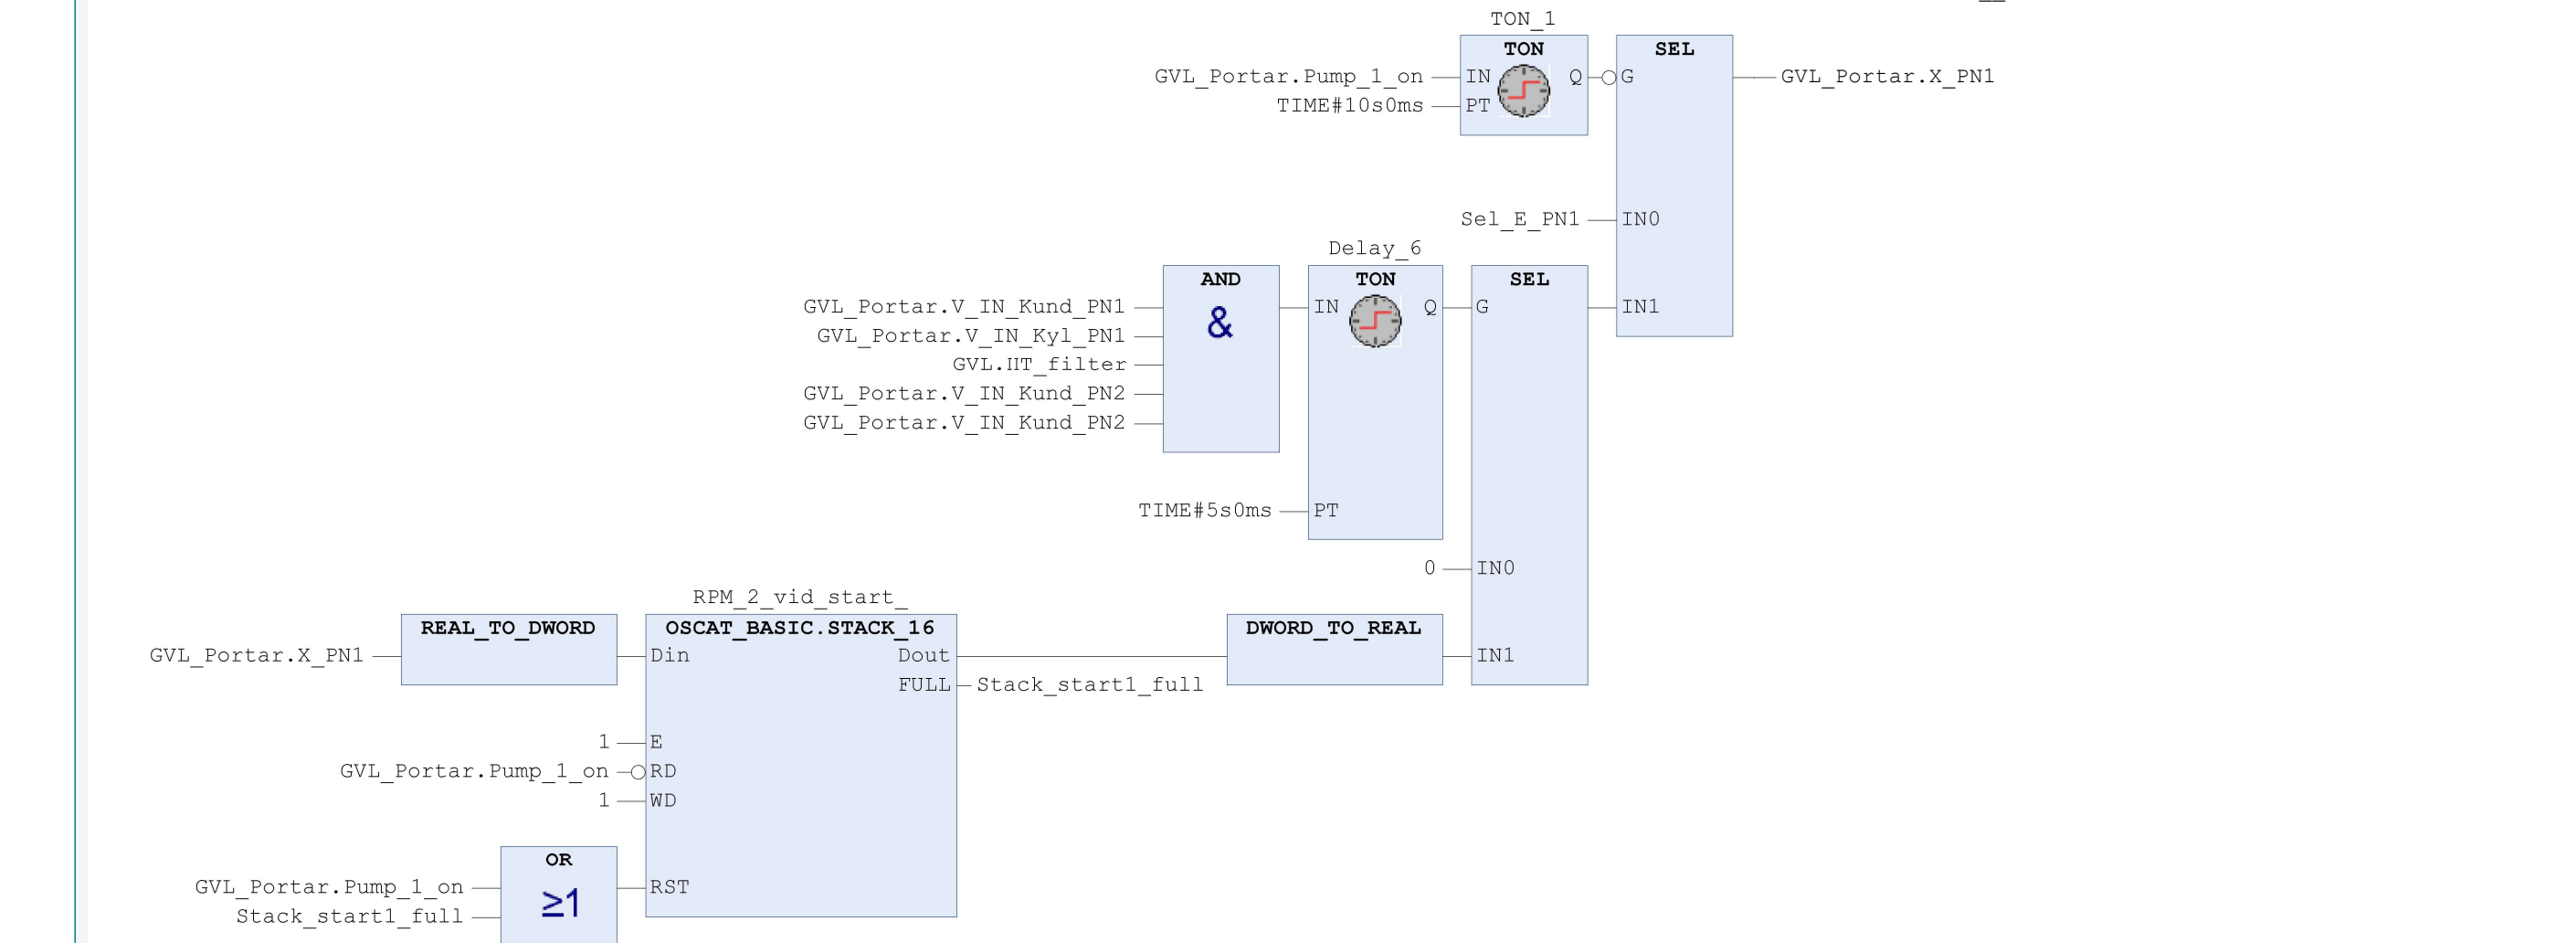 TON_1
TON
SEL
GVL_Portar.Pump_1_on
IN
Q
G
GVL_Portar.X_PN1
TIME#10s0ms
PT
Sel_E_PN1
IN0
Delay_6
AND
TON
SEL
GVL_Portar.V_IN_Kund_PN1
&
IN
Q
G
IN1
GVL_Portar.V_IN_Kyl_PN1
GVL.HT_filter
GVL_Portar.V_IN_Kund_PN2
GVL_Portar.V_IN_Kund_PN2
TIME#5s0ms
PT
0
IN0
RPM_2_vid_start_
REAL_TO_DWORD
OSCAT_BASIC.STACK_16
DWORD_TO_REAL
GVL_Portar.X_PN1
Din
Dout
IN1
FULL
Stack_start1_full
1
E
GVL_Portar.Pump_1_on
RD
1
WD
OR
GVL_Portar.Pump_1_on
≥1
RST
Stack_start1_full